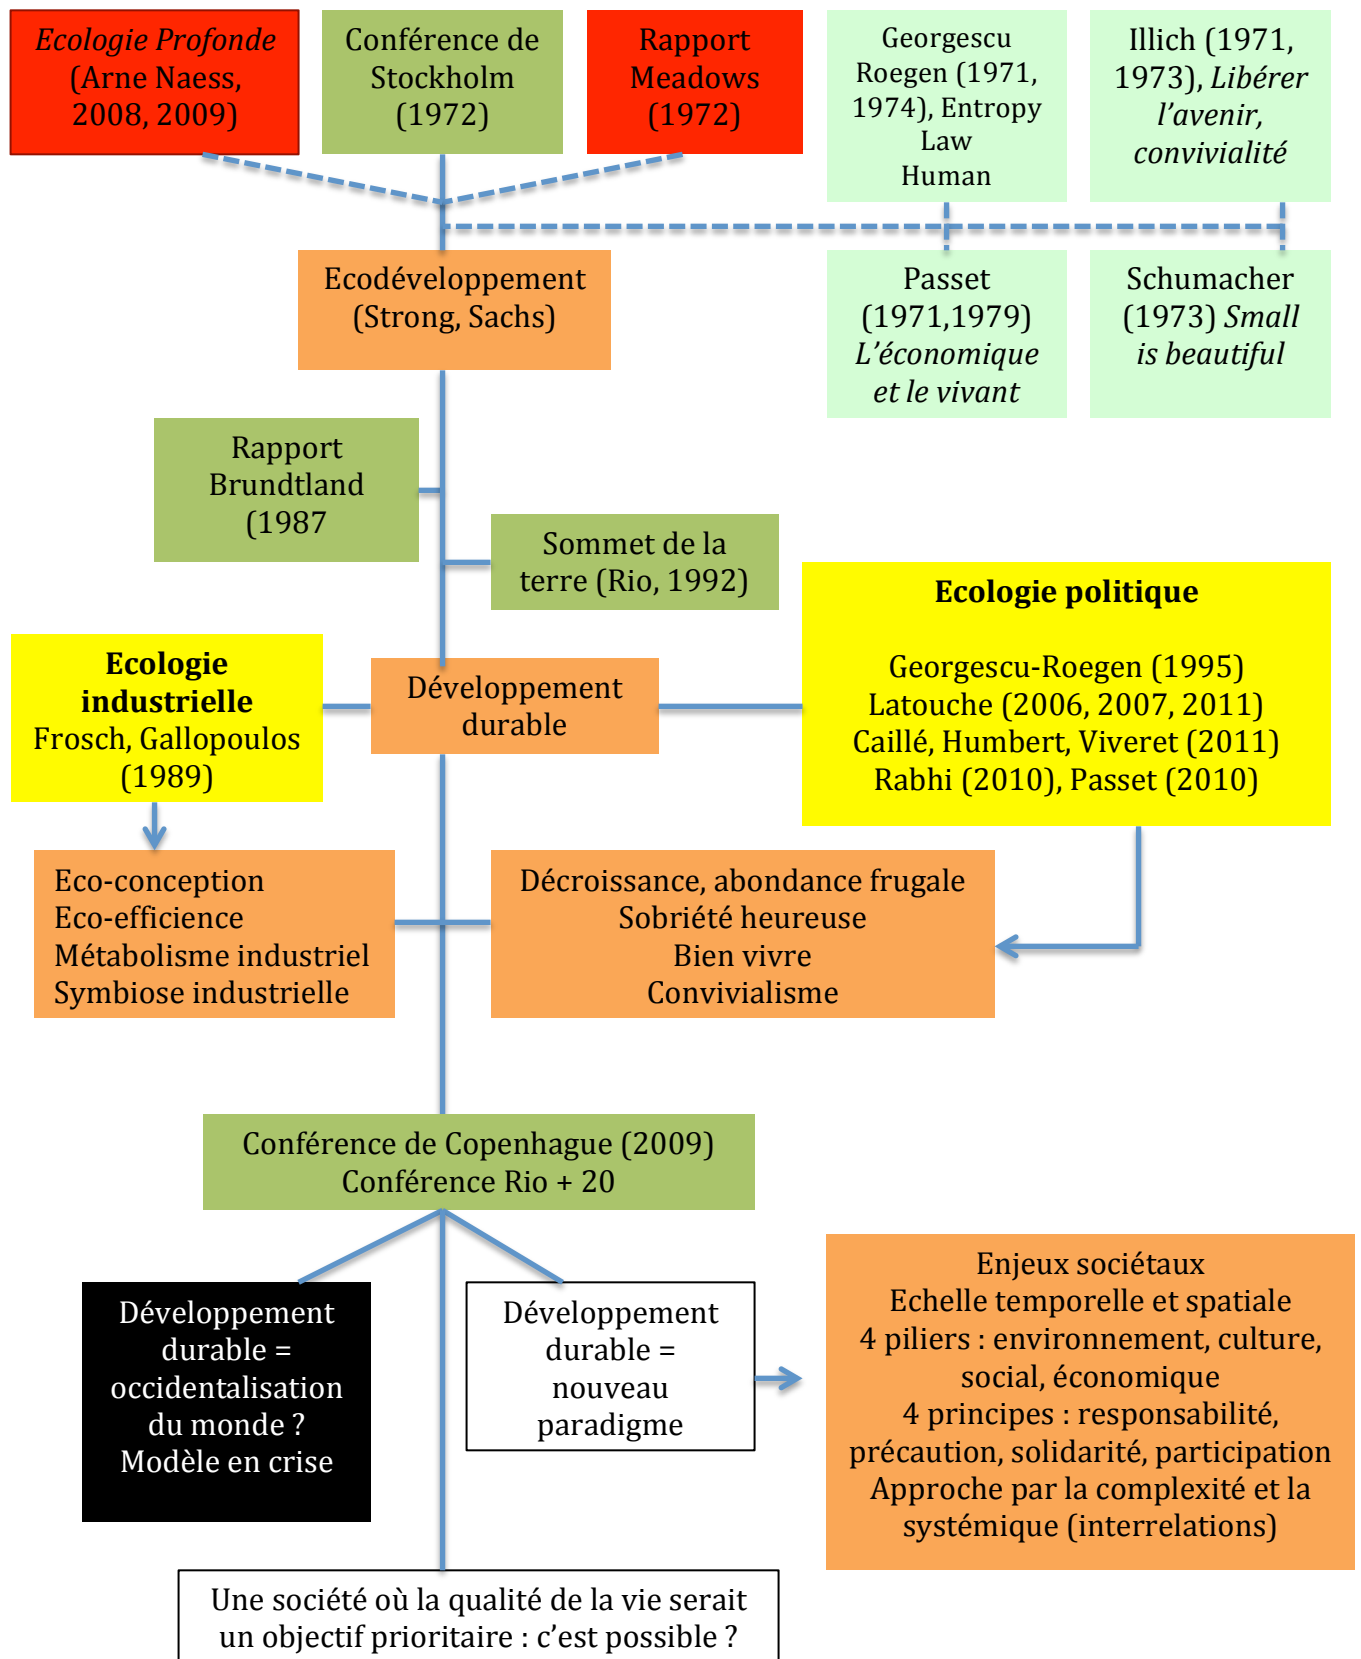 Ecologie Profonde
(Arne Naess,
2008, 2009)
Conférence de
Stockholm
(1972)
Rapport
Meadows
(1972)
Georgescu
Roegen (1971,
1974), Entropy
Law
Human
Illich (1971,
1973), Libérer
l’avenir,
convivialité
Ecodéveloppement
(Strong, Sachs)
Passet
(1971,1979)
L’économique
et le vivant
Schumacher
(1973) Small
is beautiful
Rapport
Brundtland
(1987
Sommet de la
terre (Rio, 1992)
Ecologie
industrielle
Frosch, Gallopoulos
(1989)
Développement
durable
Ecologie politique
Georgescu-Roegen (1995)
Latouche (2006, 2007, 2011)
Caillé, Humbert, Viveret (2011)
Rabhi (2010), Passet (2010)
Eco-conception
Eco-efficience
Métabolisme industriel
Symbiose industrielle
Décroissance, abondance frugale
Sobriété heureuse
Bien vivre
Convivialisme
Conférence de Copenhague (2009)
Conférence Rio + 20
Développement
durable =
occidentalisation
du monde ?
Modèle en crise
Développement
durable =
nouveau
paradigme
Enjeux sociétaux
Echelle temporelle et spatiale
4 piliers : environnement, culture,
social, économique
4 principes : responsabilité,
précaution, solidarité, participation
Approche par la complexité et la
systémique (interrelations)
Une société où la qualité de la vie serait
un objectif prioritaire : c’est possible ?